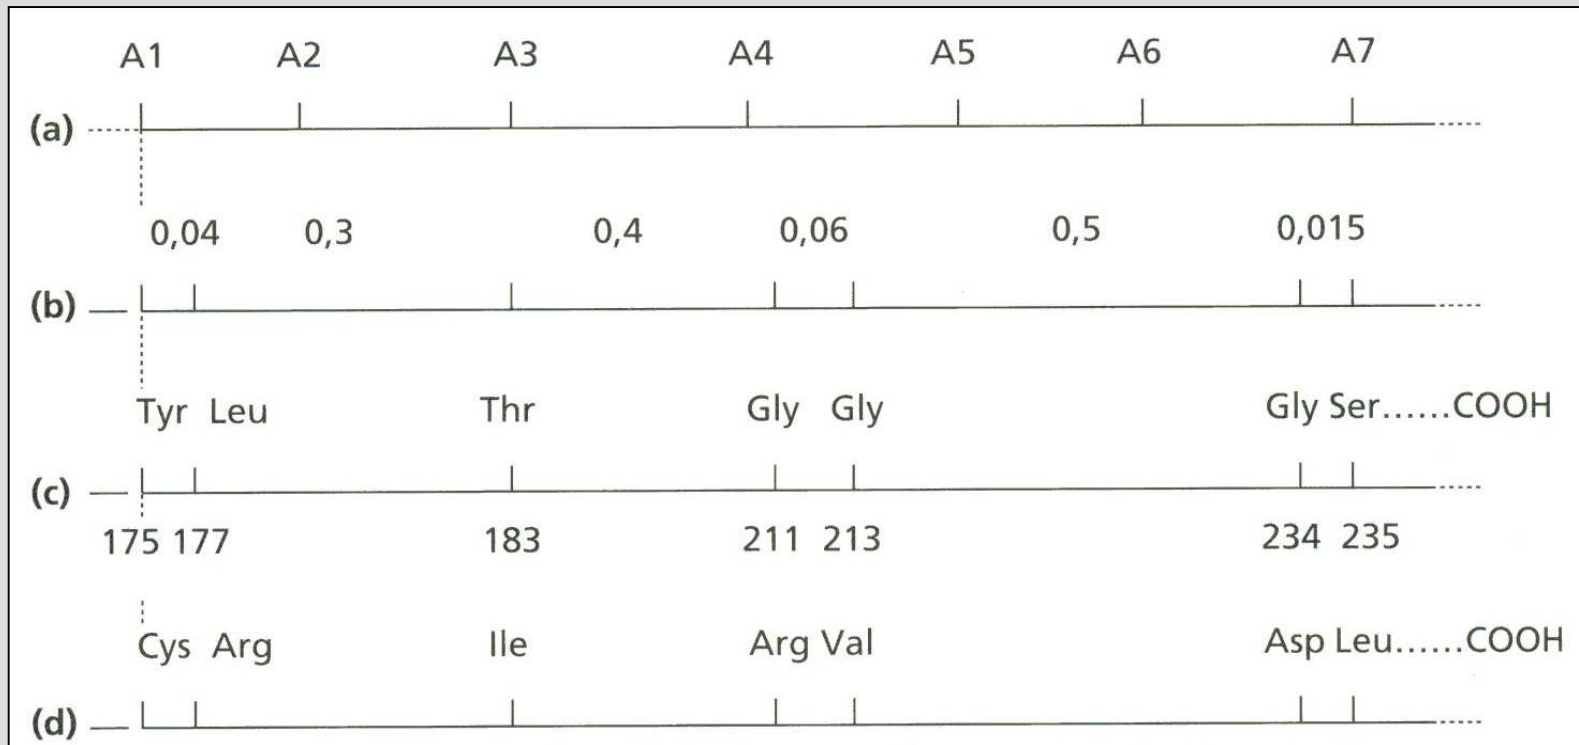 A1 A2 A3 A4 A5 A6 A7
(a)
0,04 0,3 0,4 0,06 0,5 0,015
(b)
Tyr Leu Thr Gly Gly Gly Ser......COOH
(c)
175 177 183 211 213 234 235
Cys Arg Ile Arg Val Asp Leu......COOH
(d)